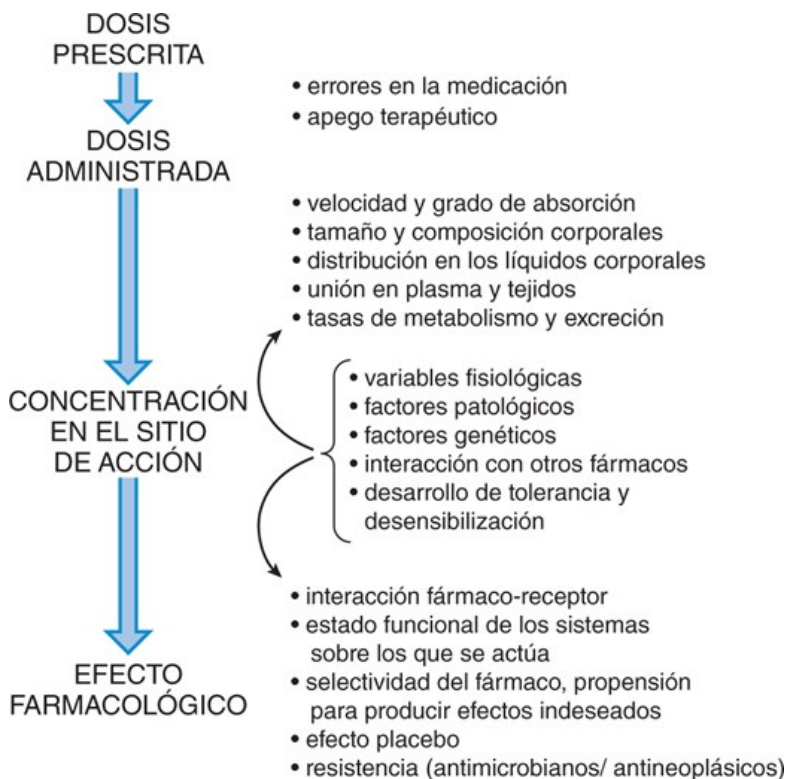 DOSIS
PRESCRITA
• errores en la medicación
• apego terapéutico
DOSIS
ADMINISTRADA
• velocidad y grado de absorción
• tamaño y composición corporales
• distribución en los líquidos corporales
• unión en plasma y tejidos
• tasas de metabolismo y excreción
CONCENTRACIÓN
EN EL SITIO
DE ACCIÓN
• variables fisiológicas
• factores patológicos
• factores genéticos
• interacción con otros fármacos
• desarrollo de tolerancia y
desensibilización
• interacción fármaco-receptor
• estado funcional de los sistemas
sobre los que se actúa
• selectividad del fármaco, propensión
para producir efectos indeseados
• efecto placebo
• resistencia (antimicrobianos/ antineoplásicos)
EFECTO
FARMACOLÓGICO